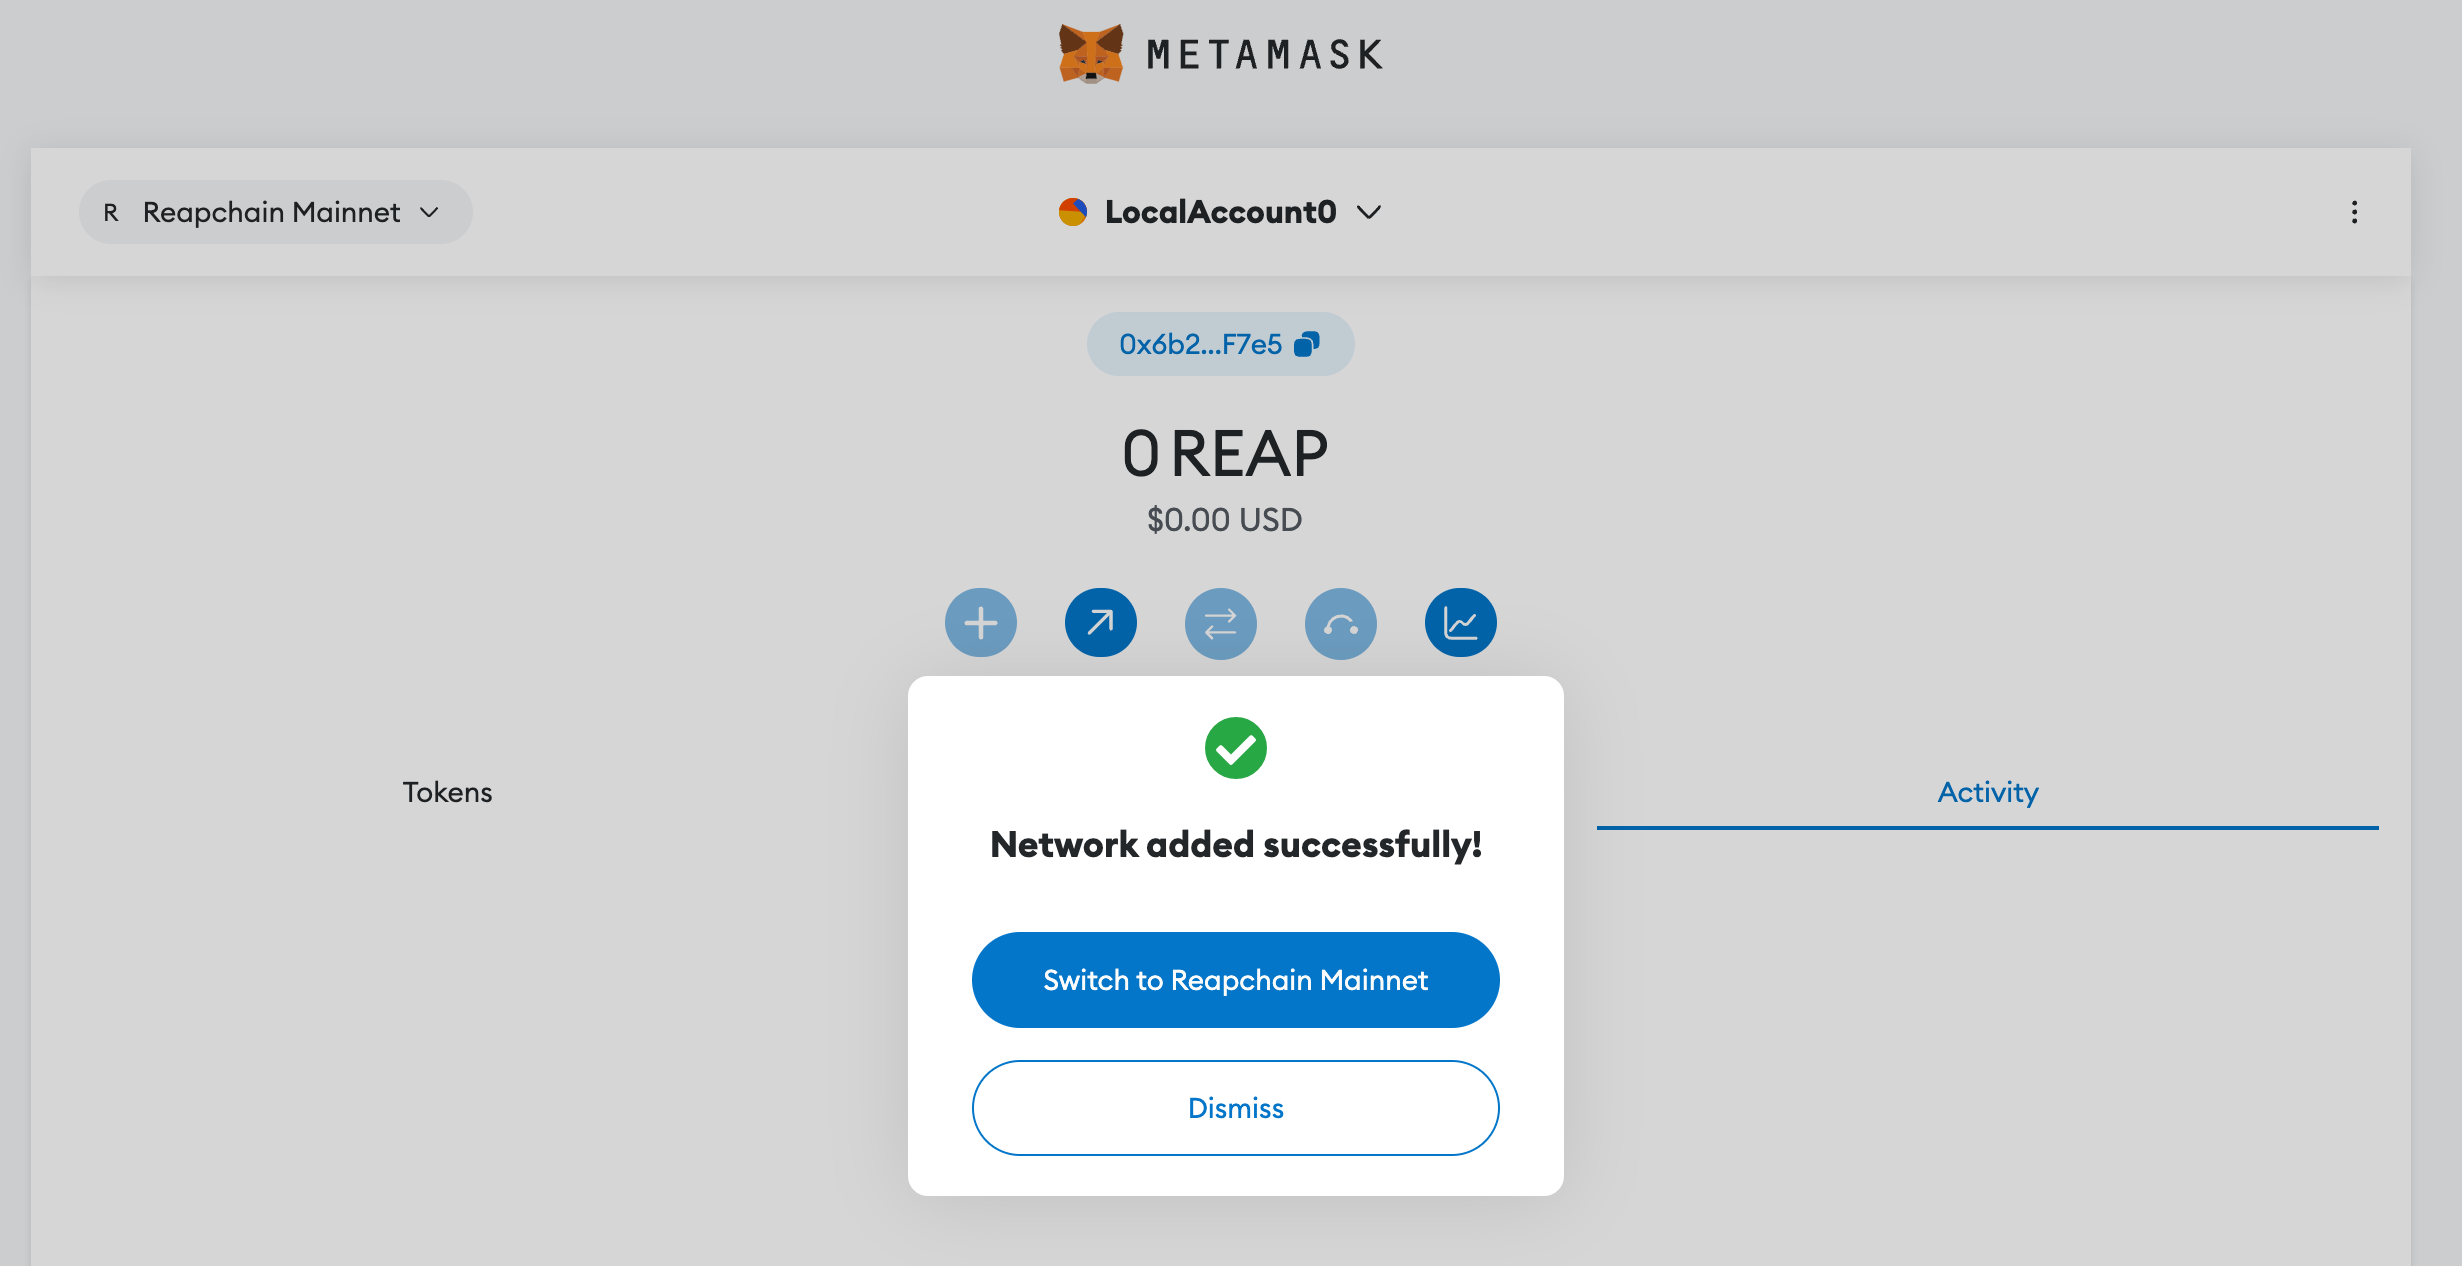 METAMASK
R Reapchain Mainnet
LocalAccount0
0x6b2...F7e5
0 REAP
$0.00 USD
Tokens
Activity
Network added successfully!
Switch to Reapchain Mainnet
Dismiss